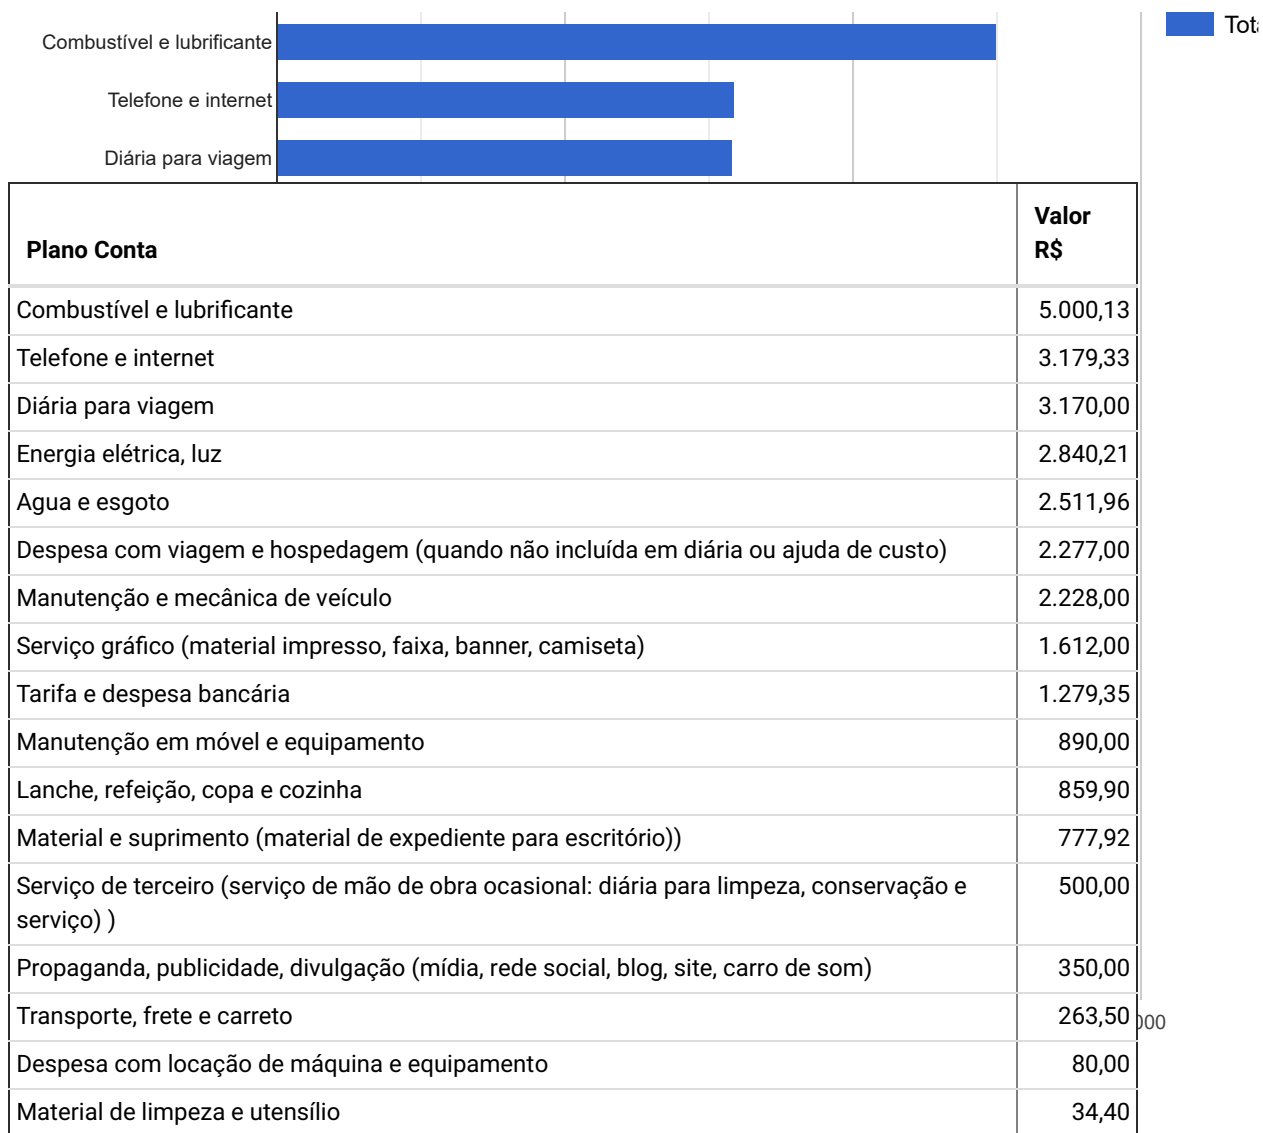 Combustível e lubrificante
Telefone e internet
Diária para viagem
Plano Conta
Valor
R$
Combustível e lubrificante 5.000,13
Telefone e internet 3.179,33
Diária para viagem 3.170,00
Energia elétrica, luz 2.840,21
Agua e esgoto 2.511,96
Despesa com viagem e hospedagem (quando não incluída em diária ou ajuda de custo) 2.277,00
Manutenção e mecânica de veículo 2.228,00
Serviço gráfico (material impresso, faixa, banner, camiseta) 1.612,00
Tarifa e despesa bancária 1.279,35
Manutenção em móvel e equipamento 890,00
Lanche, refeição, copa e cozinha 859,90
Material e suprimento (material de expediente para escritório)) 777,92
Serviço de terceiro (serviço de mão de obra ocasional: diária para limpeza, conservação e 500,00
serviço) )
Propaganda, publicidade, divulgação (mídia, rede social, blog, site, carro de som) 350,00
Transporte, frete e carreto 263,50
Despesa com locação de máquina e equipamento 80,00
Material de limpeza e utensílio 34,40